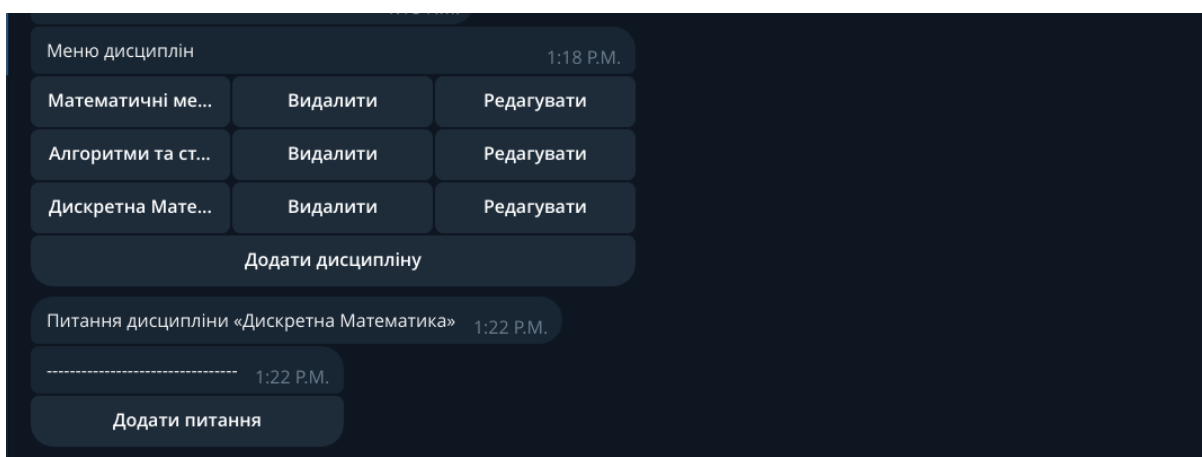 Меню дисциплін 1:18 P.M.
Математичні ме... Видалити Редагувати
Алгоритми та ст... Видалити Редагувати
Дискретна Мате... Видалити Редагувати
Додати дисципліну
Питання дисципліни «Дискретна Математика» 1:22 P.M.
--------------------------------- 1:22 P.M.
Додати питання